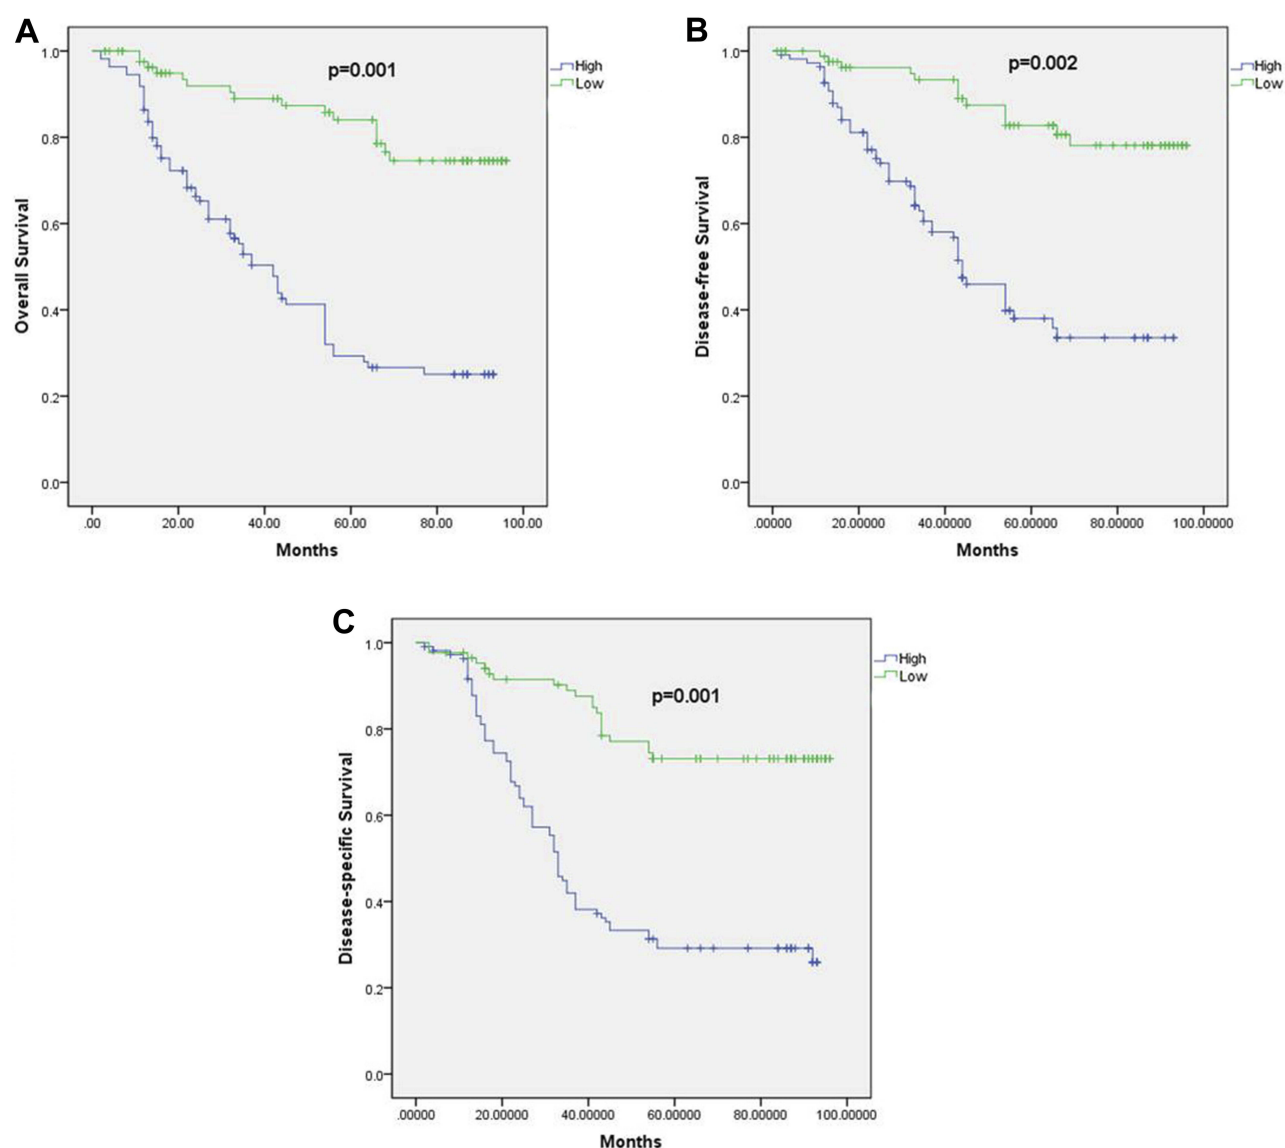 A
p=0.001
High
Low
Overall Survival
1.0
0.8
0.6
0.4
0.2
0.0
.00
20.00
40.00
60.00
80.00
100.00
Months
B
p=0.002
High
Low
Disease-free Survival
1.0
0.8
0.6
0.4
0.2
0.0
.00000
20.00000
40.00000
60.00000
80.00000
100.00000
Months
C
p=0.001
High
Low
Disease-specific Survival
1.0
0.8
0.6
0.4
0.2
0.0
.00000
20.00000
40.00000
60.00000
80.00000
100.00000
Months